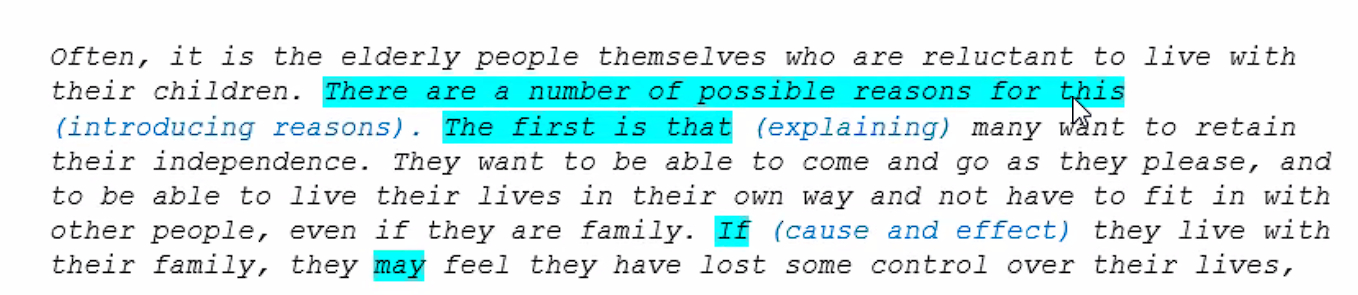 Often, it is the elderly people themselves who are reluctant to live with
their children. There are a number of possible reasons for this
(introducing reasons). The first is that (explaining) many want to retain
their independence. They want to be able to come and go as they please, and
to be able to live their lives in their own way and not have to fit in with
other people, even if they are family. If (cause and effect) they live with
their family, they may feel they have lost some control over their lives,